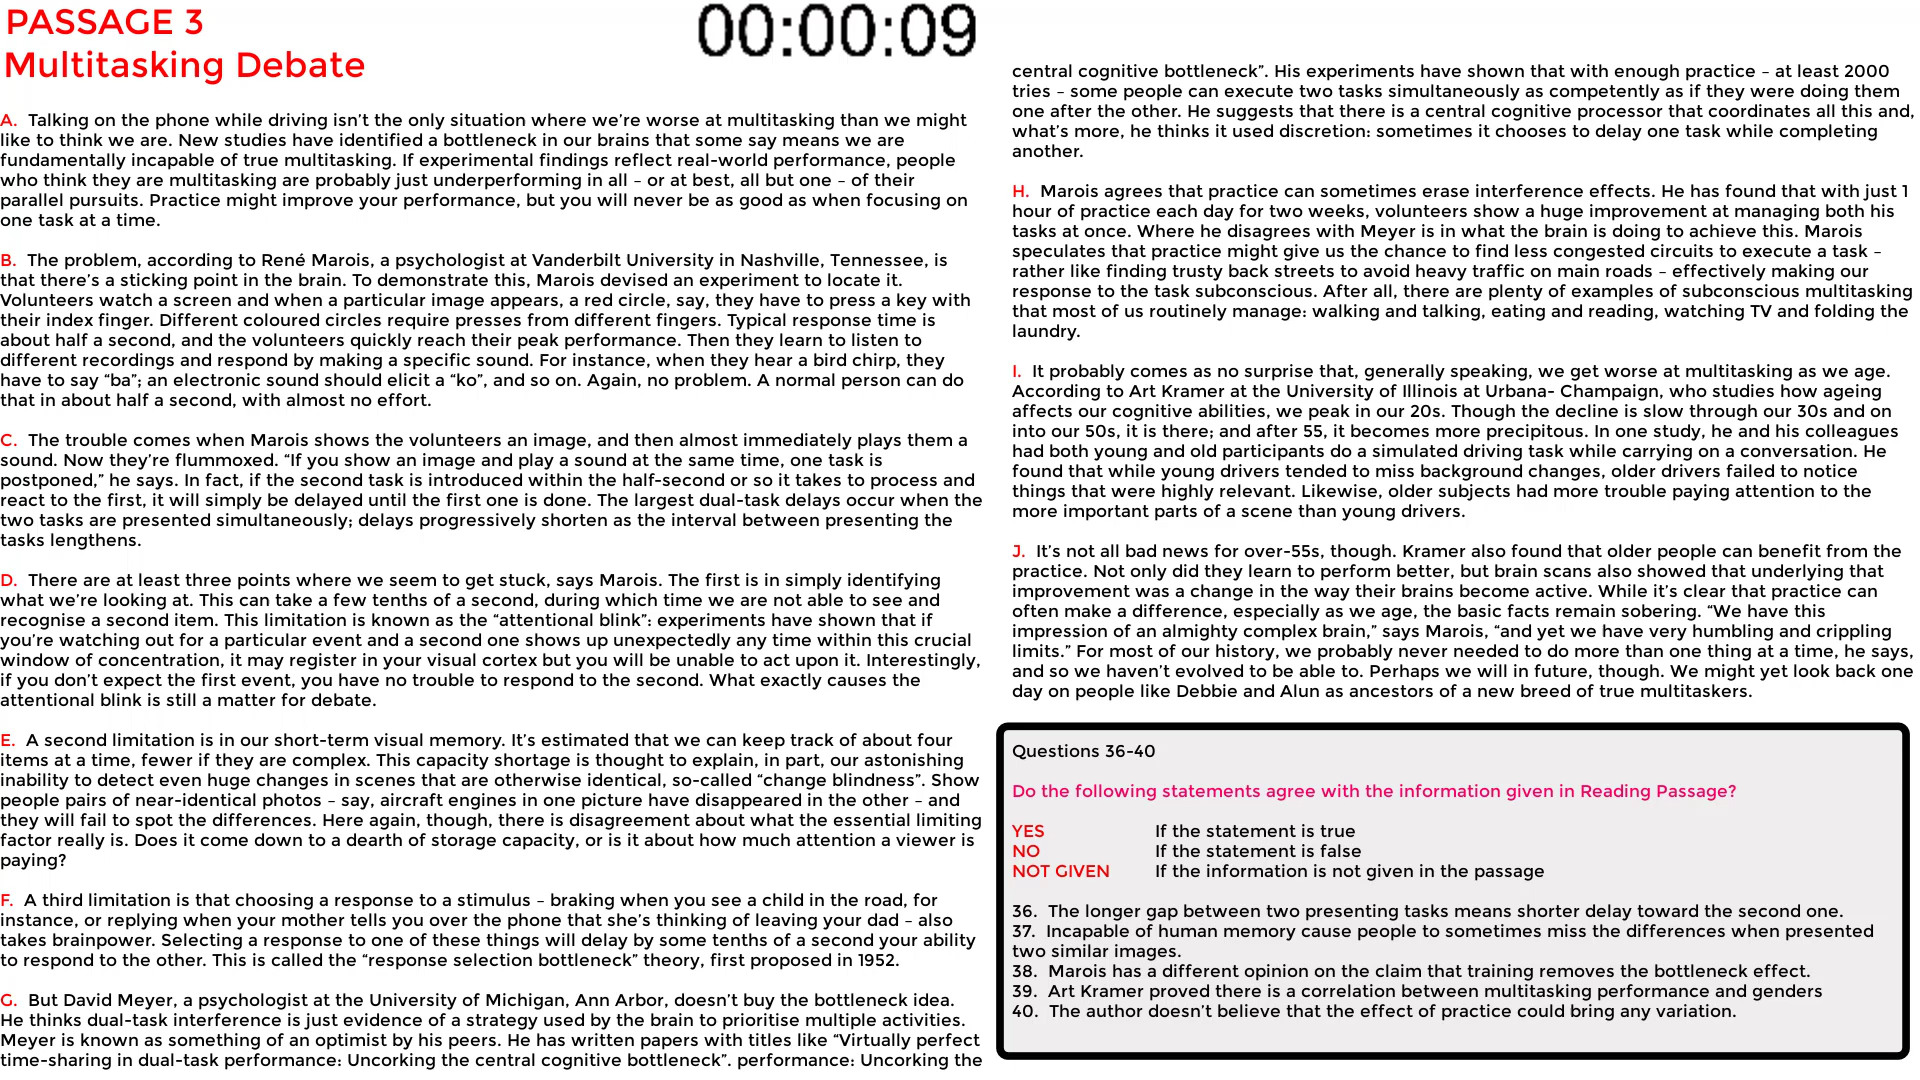 PASSAGE 3
00:00:09
Multitasking Debate
A. Talking on the phone while driving isn't the only situation where we're worse at multitasking than we might
like to think we are. New studies have identified a bottleneck in our brains that some say means we are
fundamentally incapable of true multitasking. If experimental findings reflect real-world performance, people
who think they are multitasking are probably just underperforming in all – or at best, all but one – of their
parallel pursuits. Practice might improve your performance, but you will never be as good as when focusing on
one task at a time.
B. The problem, according to René Marois, a psychologist at Vanderbilt University in Nashville, Tennessee, is
that there's a sticking point in the brain. To demonstrate this, Marois devised an experiment to locate it.
Volunteers watch a screen and when a particular image appears, a red circle, say, they have to press a key with
their index finger. Different coloured circles require presses from different fingers. Typical response time is
about half a second, and the volunteers quickly reach their peak performance. Then they learn to listen to
different recordings and respond by making a specific sound. For instance, when they hear a bird chirp, they
have to say “ba”; an electronic sound should elicit a “ko”, and so on. Again, no problem. A normal person can do
that in about half a second, with almost no effort.
C. The trouble comes when Marois shows the volunteers an image, and then almost immediately plays them a
sound. Now they're flummoxed. “If you show an image and play a sound at the same time, one task is
postponed,” he says. In fact, if the second task is introduced within the half-second or so it takes to process and
react to the first, it will simply be delayed until the first one is done. The largest dual-task delays occur when the
two tasks are presented simultaneously; delays progressively shorten as the interval between presenting the
tasks lengthens.
D. There are at least three points where we seem to get stuck, says Marois. The first is in simply identifying
what we're looking at. This can take a few tenths of a second, during which time we are not able to see and
recognise a second item. This limitation is known as the “attentional blink”: experiments have shown that if
you're watching out for a particular event and a second one shows up unexpectedly any time within this crucial
window of concentration, it may register in your visual cortex but you will be unable to act upon it. Interestingly,
if you don't expect the first event, you have no trouble to respond to the second. What exactly causes the
attentional blink is still a matter for debate.
E. A second limitation is in our short-term visual memory. It's estimated that we can keep track of about four
items at a time, fewer if they are complex. This capacity shortage is thought to explain, in part, our astonishing
inability to detect even huge changes in scenes that are otherwise identical, so-called “change blindness”. Show
people pairs of near-identical photos – say, aircraft engines in one picture have disappeared in the other – and
they will fail to spot the differences. Here again, though, there is disagreement about what the essential limiting
factor really is. Does it come down to a dearth of storage capacity, or is it about how much attention a viewer is
paying?
F. A third limitation is that choosing a response to a stimulus – braking when you see a child in the road, for
instance, or replying when your mother tells you over the phone that she's thinking of leaving your dad – also
takes brainpower. Selecting a response to one of these things will delay by some tenths of a second your ability
to respond to the other. This is called the “response selection bottleneck” theory, first proposed in 1952.
G. But David Meyer, a psychologist at the University of Michigan, Ann Arbor, doesn't buy the bottleneck idea.
He thinks dual-task interference is just evidence of a strategy used by the brain to prioritise multiple activities.
Meyer is known as something of an optimist by his peers. He has written papers with titles like “Virtually perfect
time-sharing in dual-task performance: Uncorking the central cognitive bottleneck”. performance: Uncorking the
central cognitive bottleneck”. His experiments have shown that with enough practice – at least 2000
tries – some people can execute two tasks simultaneously as competently as if they were doing them
one after the other. He suggests that there is a central cognitive processor that coordinates all this and,
what's more, he thinks it used discretion: sometimes it chooses to delay one task while completing
another.
H. Marois agrees that practice can sometimes erase interference effects. He has found that with just 1
hour of practice each day for two weeks, volunteers show a huge improvement at managing both his
tasks at once. Where he disagrees with Meyer is in what the brain is doing to achieve this. Marois
speculates that practice might give us the chance to find less congested circuits to execute a task –
rather like finding trusty back streets to avoid heavy traffic on main roads – effectively making our
response to the task subconscious. After all, there are plenty of examples of subconscious multitasking
that most of us routinely manage: walking and talking, eating and reading, watching TV and folding the
laundry.
I. It probably comes as no surprise that, generally speaking, we get worse at multitasking as we age.
According to Art Kramer at the University of Illinois at Urbana- Champaign, who studies how ageing
affects our cognitive abilities, we peak in our 20s. Though the decline is slow through our 30s and on
into our 50s, it is there; and after 55, it becomes more precipitous. In one study, he and his colleagues
had both young and old participants do a simulated driving task while carrying on a conversation. He
found that while young drivers tended to miss background changes, older drivers failed to notice
things that were highly relevant. Likewise, older subjects had more trouble paying attention to the
more important parts of a scene than young drivers.
J. It's not all bad news for over-55s, though. Kramer also found that older people can benefit from the
practice. Not only did they learn to perform better, but brain scans also showed that underlying that
improvement was a change in the way their brains become active. While it's clear that practice can
often make a difference, especially as we age, the basic facts remain sobering. “We have this
impression of an almighty complex brain,” says Marois, “and yet we have very humbling and crippling
limits.” For most of our history, we probably never needed to do more than one thing at a time, he says,
and so we haven't evolved to be able to. Perhaps we will in future, though. We might yet look back one
day on people like Debbie and Alun as ancestors of a new breed of true multitaskers.
Questions 36-40
Do the following statements agree with the information given in Reading Passage?
YES If the statement is true
NO If the statement is false
NOT GIVEN If the information is not given in the passage
36. The longer gap between two presenting tasks means shorter delay toward the second one.
37. Incapable of human memory cause people to sometimes miss the differences when presented
two similar images.
38. Marois has a different opinion on the claim that training removes the bottleneck effect.
39. Art Kramer proved there is a correlation between multitasking performance and genders
40. The author doesn't believe that the effect of practice could bring any variation.